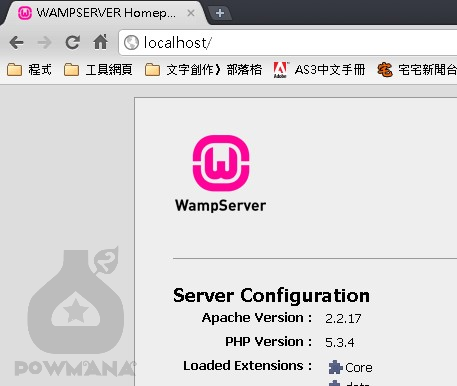 WAMPSERVER Homep...
localhost/
程式 工具網頁 文字創作》部落格 AS3中文手冊 宅宅新聞台
WampServer
Server Configuration
Apache Version : 2.2.17
PHP Version : 5.3.4
Loaded Extensions : Core
date
POWMANA